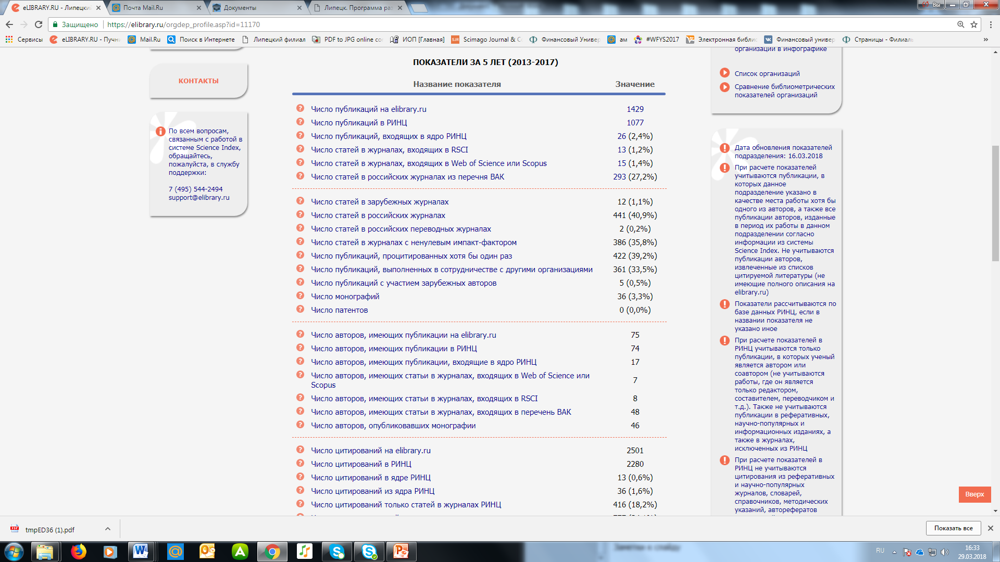 eLIBRARY.RU - Липецки
Почта Mail.Ru
Документы
Липецк. Программа ра
Вы
Защищено
https://elibrary.ru/orgdep_profile.asp?id=11170
Сервисы
eLIBRARY.RU - Пучн
Mail.Ru
Поиск в Интернете
Липецкий филиал
PDF to JPG online co
ИОП [Главная]
Scimago Journal & C
Финансовый Универ
ам
#WFYS2017
Электронная библи
Финансовый универ
Страницы - Филиаль
КОНТАКТЫ
По всем вопросам,
связанным с работой в
системе Science Index,
обращайтесь,
пожалуйста, в службу
поддержки:
7 (495) 544-2494
support@elibrary.ru
ПОКАЗАТЕЛИ ЗА 5 ЛЕТ (2013-2017)
Название показателя Значение
Число публикаций на elibrary.ru 1429
Число публикаций в РИНЦ 1077
Число публикаций, входящих в ядро РИНЦ 26 (2,4%)
Число статей в журналах, входящих в RSCI 13 (1,2%)
Число статей в журналах, входящих в Web of Science или Scopus 15 (1,4%)
Число статей в российских журналах из перечня ВАК 293 (27,2%)
Число статей в зарубежных журналах 12 (1,1%)
Число статей в российских журналах 441 (40,9%)
Число статей в российских переводных журналах 2 (0,2%)
Число статей в журналах с ненулевым импакт-фактором 386 (35,8%)
Число публикаций, процитированных хотя бы один раз 422 (39,2%)
Число публикаций, выполненных в сотрудничестве с другими организациями 361 (33,5%)
Число публикаций с участием зарубежных авторов 5 (0,5%)
Число монографий 36 (3,3%)
Число патентов 0 (0,0%)
Число авторов, имеющих публикации на elibrary.ru 75
Число авторов, имеющих публикации в РИНЦ 74
Число авторов, имеющих публикации, входящие в ядро РИНЦ 17
Число авторов, имеющих статьи в журналах, входящих в Web of Science или
Scopus 7
Число авторов, имеющих статьи в журналах, входящих в RSCI 8
Число авторов, имеющих статьи в журналах, входящих в перечень ВАК 48
Число авторов, опубликовавших монографии 46
Число цитирований на elibrary.ru 2501
Число цитирований в РИНЦ 2280
Число цитирований в ядре РИНЦ 13 (0,6%)
Число цитирований из ядра РИНЦ 36 (1,6%)
Число цитирований только статей в журналах РИНЦ 416 (18,2%)
организации в инфографике
Список организаций
Сравнение библиометрических
показателей организаций
Дата обновления показателей
подразделения: 16.03.2018
При расчете показателей
учитываются публикации, в
которых данное
подразделение указано в
качестве места работы хотя бы
одного из авторов, а также все
публикации авторов, изданные
в период их работы в данном
подразделении согласно
информации из системы
Science Index. Не учитываются
публикации авторов,
извлеченные из списков
цитируемой литературы (не
имеющие полного описания на
elibrary.ru)
Показатели рассчитываются по
базе данных РИНЦ, если в
названии показателя не
указано иное
При расчете показателей в
РИНЦ учитываются только
публикации, в которых ученый
является автором или
соавтором (не учитываются
работы, где он является
только редактором,
составителем, переводчиком и
т.д.). Также не учитываются
публикации в реферативных,
научно-популярных и
информационных изданиях, а
также в журналах,
исключенных из РИНЦ
При расчете показателей в
РИНЦ не учитываются
цитирования из реферативных
и научно-популярных
журналов, словарей,
справочников, методических
указаний, авторефератов
Вверх
tmpED36 (1).pdf
Показать все
Заметки к слайду
RU
16:33
29.03.2018